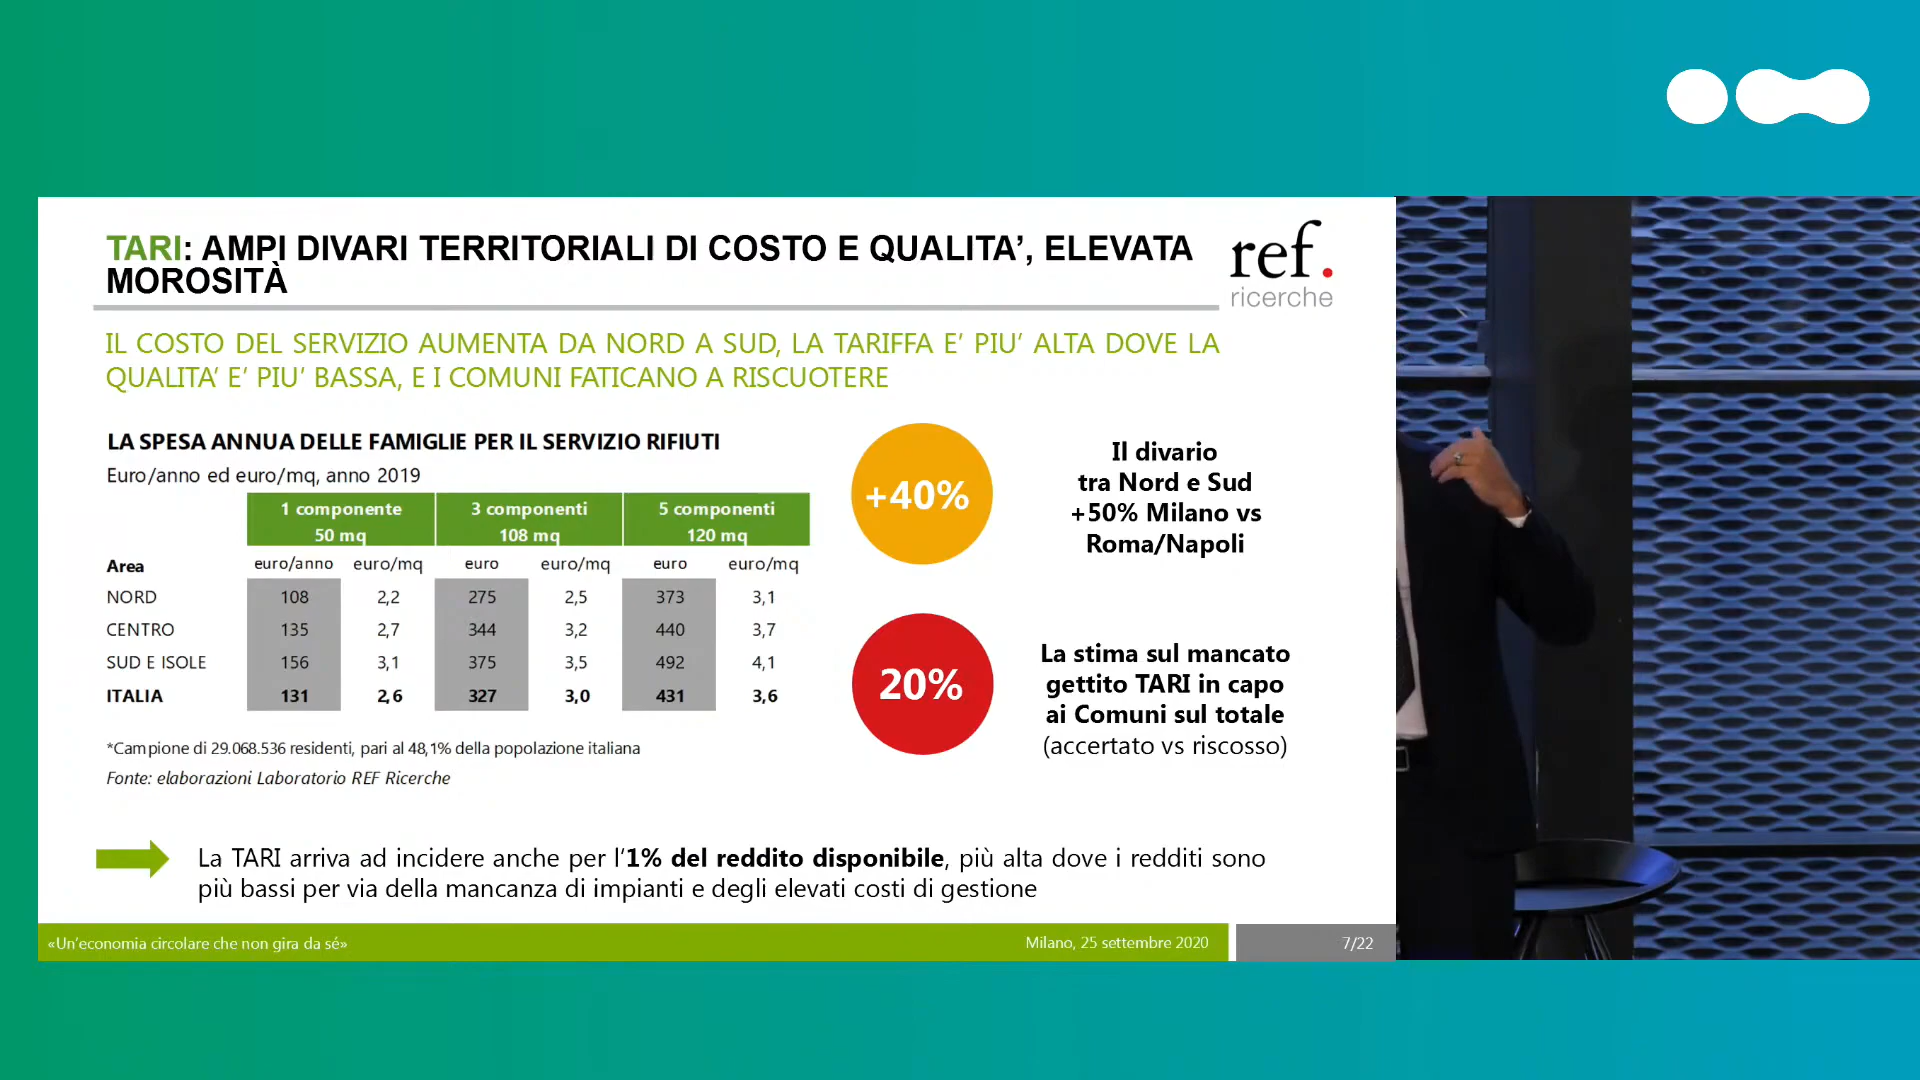 TARI: AMPI DIVARI TERRITORIALI DI COSTO E QUALITA’, ELEVATA
MOROSITÀ
ref.
ricerche
IL COSTO DEL SERVIZIO AUMENTA DA NORD A SUD, LA TARIFFA E’ PIU’ ALTA DOVE LA
QUALITA’ E’ PIU’ BASSA, E I COMUNI FATICANO A RISCUOTERE
LA SPESA ANNUA DELLE FAMIGLIE PER IL SERVIZIO RIFIUTI
Euro/anno ed euro/mq, anno 2019
1 componente 3 componenti 5 componenti
50 mq 108 mq 120 mq
Area euro/anno euro/mq euro euro/mq euro euro/mq
NORD 108 2,2 275 2,5 373 3,1
CENTRO 135 2,7 344 3,2 440 3,7
SUD E ISOLE 156 3,1 375 3,5 492 4,1
ITALIA 131 2,6 327 3,0 431 3,6
*Campione di 29.068.536 residenti, pari al 48,1% della popolazione italiana
Fonte: elaborazioni Laboratorio REF Ricerche
+40%
Il divario
tra Nord e Sud
+50% Milano vs
Roma/Napoli
20%
La stima sul mancato
gettito TARI in capo
ai Comuni sul totale
(accertato vs riscosso)
La TARI arriva ad incidere anche per l’1% del reddito disponibile, più alta dove i redditi sono
più bassi per via della mancanza di impianti e degli elevati costi di gestione
«Un’economia circolare che non gira da sé»
Milano, 25 settembre 2020
7/22